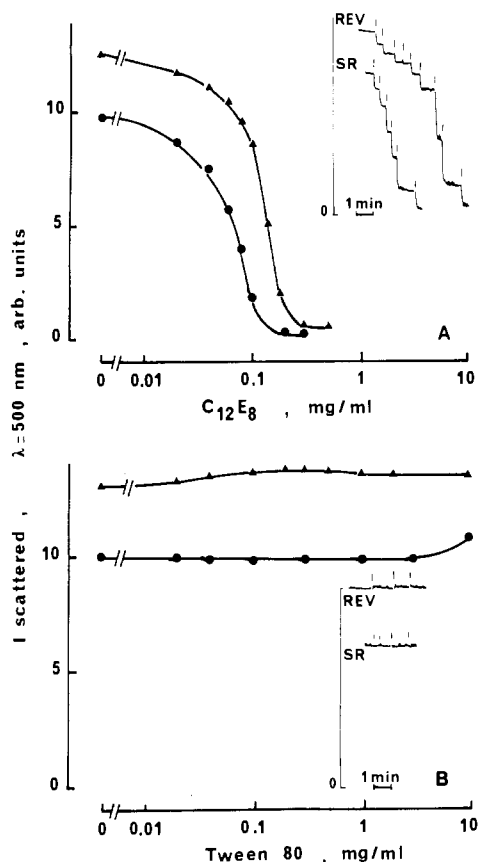 A
REV
SR
0
1 min
10
5
0
A
0 0.01 0.1 1 10
C12E8 , mg/ml
I scattered , λ=500 nm , arb. units
10
5
0
REV
SR
0
1 min
B
0 0.01 0.1 1 10
Tween 80 , mg/ml